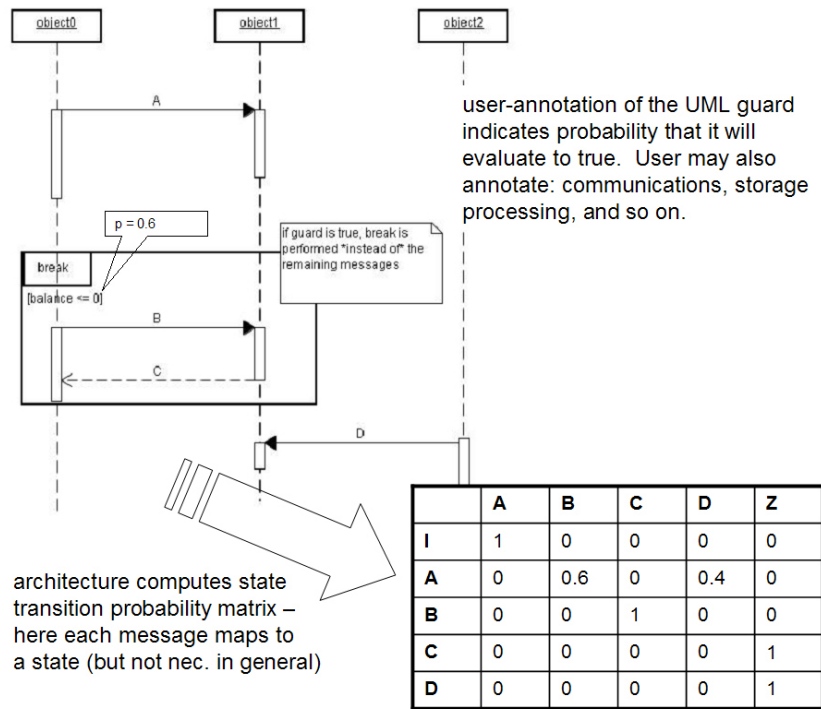 object0
object1
object2
A
user-annotation of the UML guard
indicates probability that it will
evaluate to true. User may also
annotate: communications, storage
processing, and so on.
p = 0.6
if guard is true, break is
performed *instead of* the
remaining messages
break
[balance <= 0]
B
C
D
architecture computes state
transition probability matrix –
here each message maps to
a state (but not nec. in general)
A B C D Z
I 1 0 0 0 0
A 0 0.6 0 0.4 0
B 0 0 1 0 0
C 0 0 0 0 1
D 0 0 0 0 1